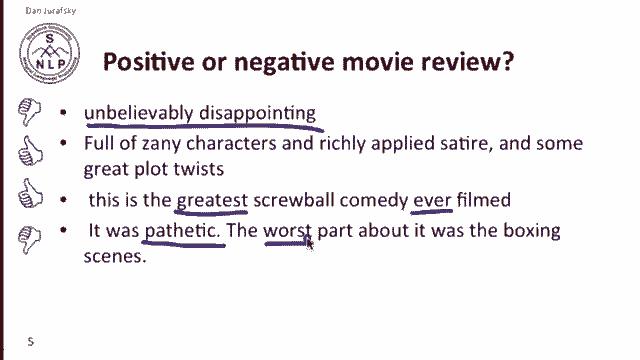 Dan Jurafsky
S
NLP
Positive or negative movie review?
• unbelievably disappointing
• Full of zany characters and richly applied satire, and some
great plot twists
• this is the greatest screwball comedy ever filmed
• It was pathetic. The worst part about it was the boxing
scenes.
5